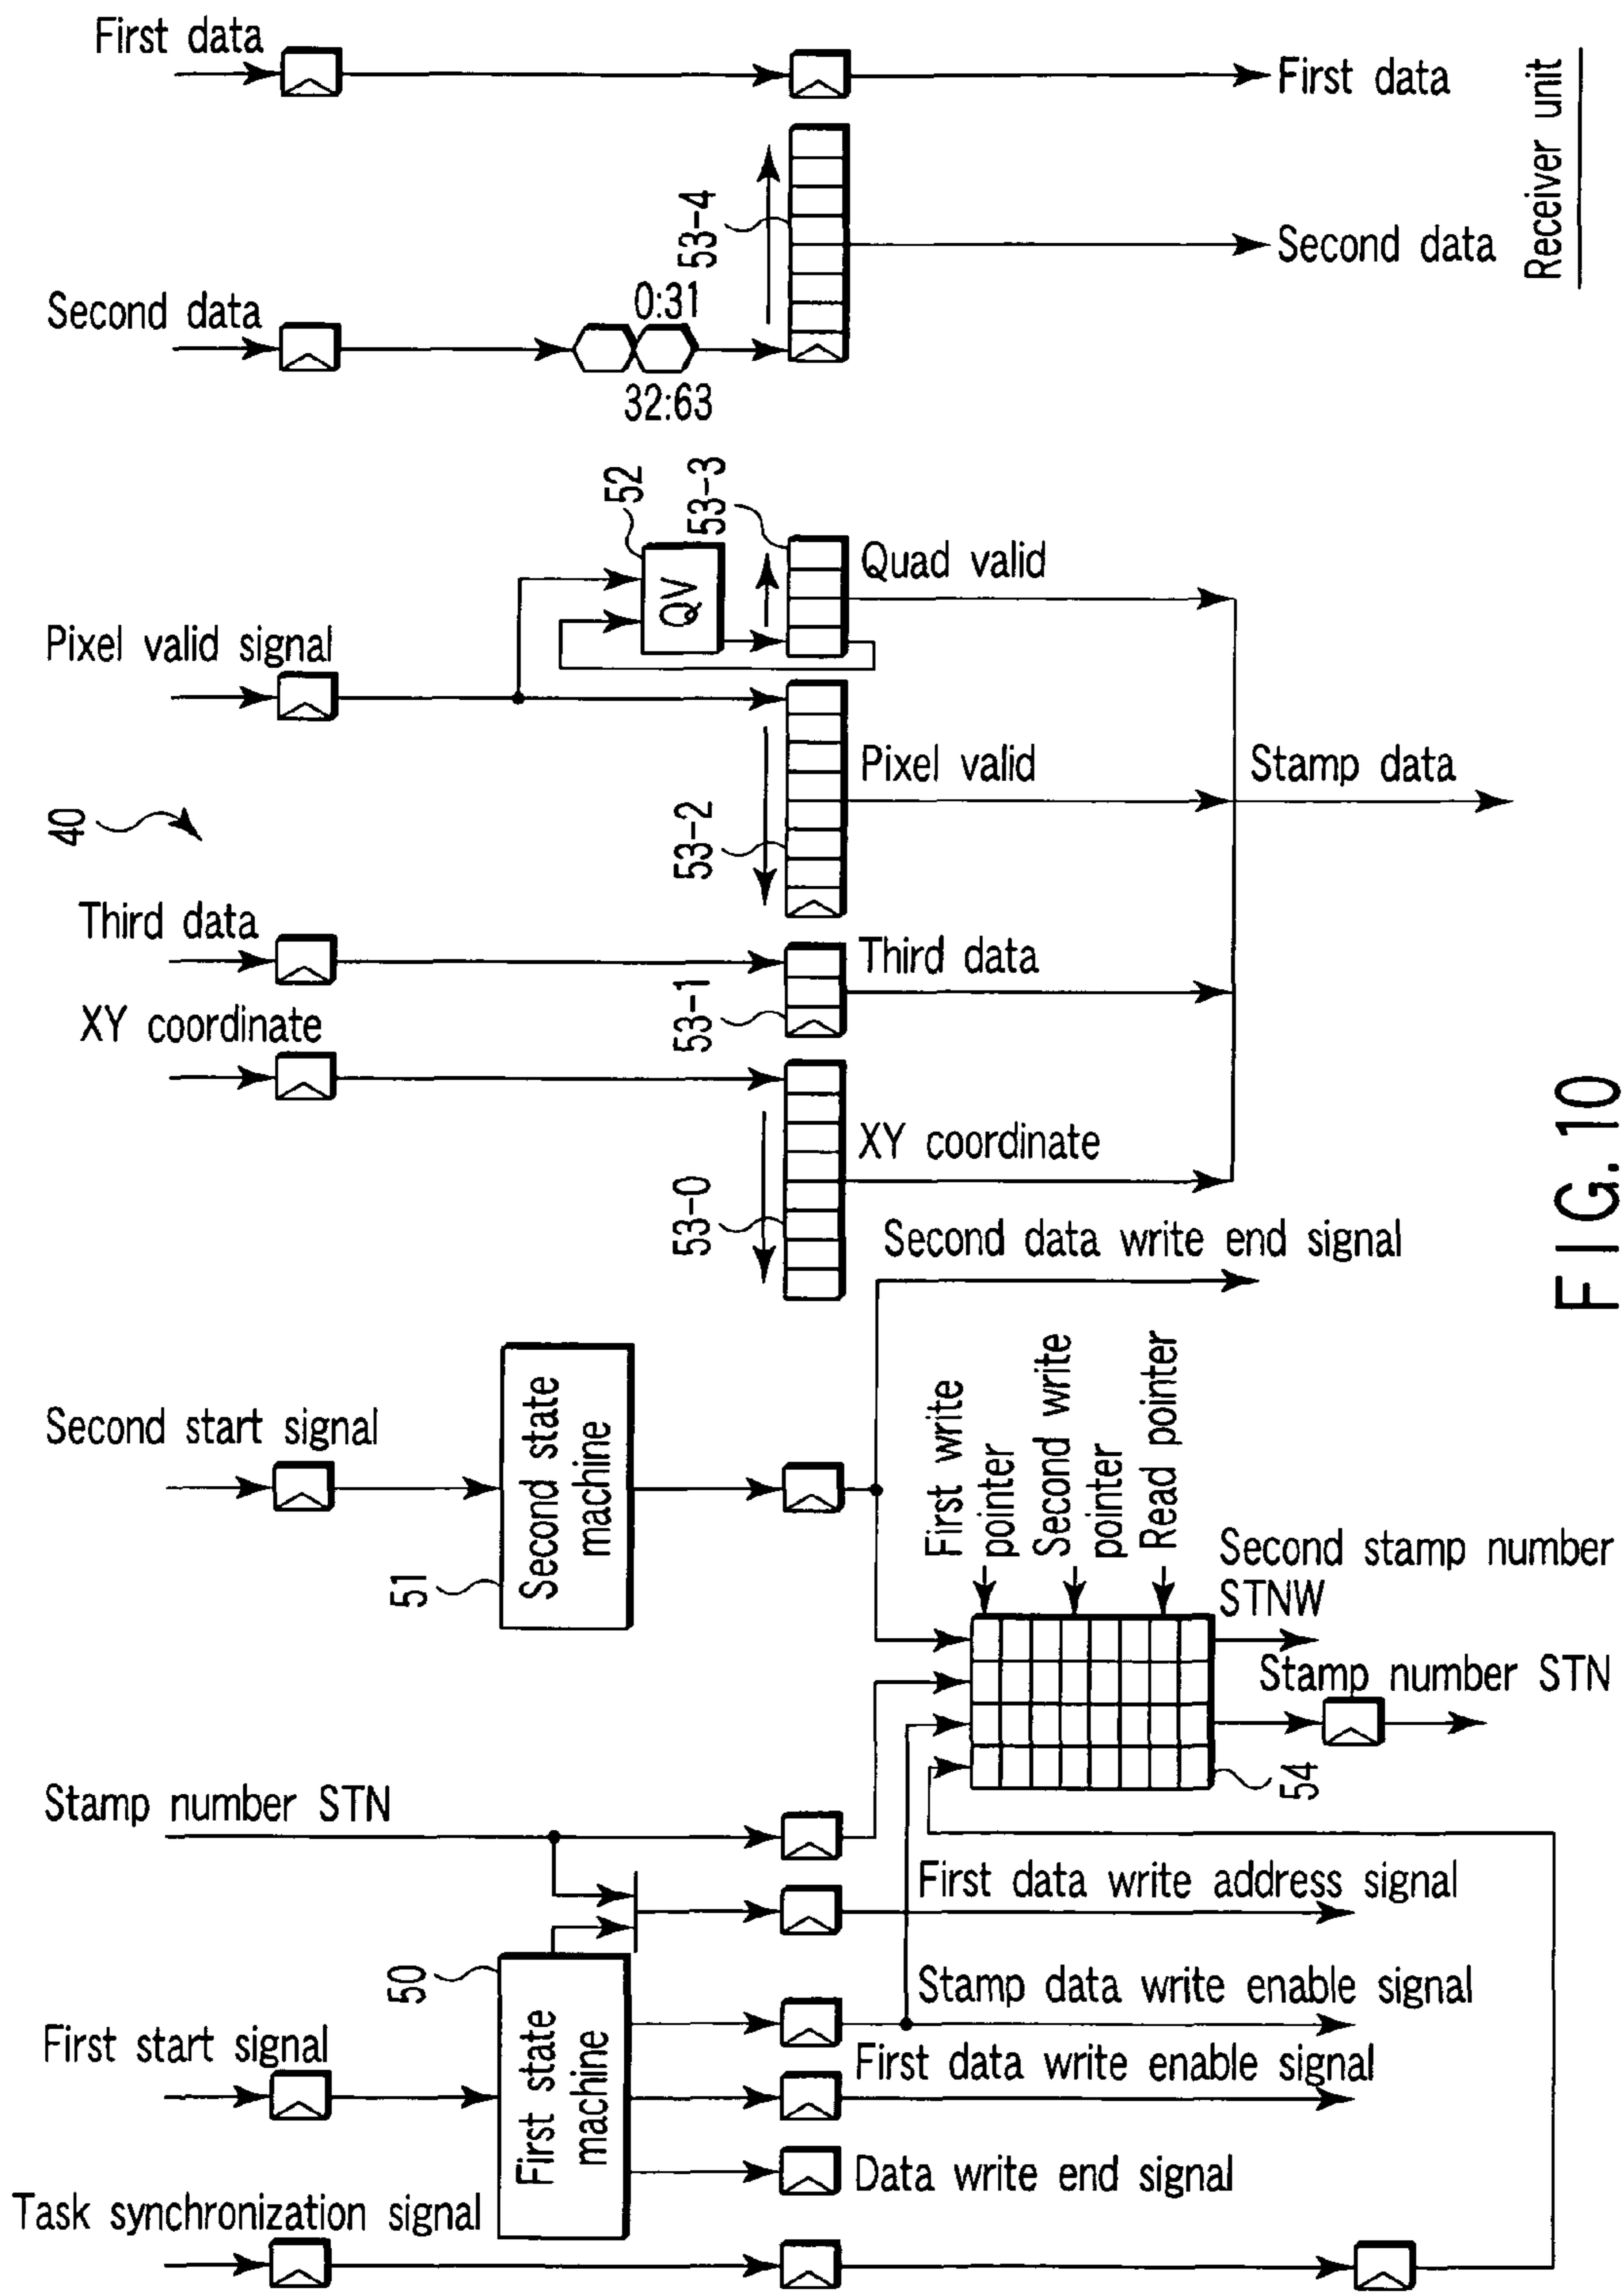 First data
Second data
Pixel valid signal
40
Third data
XY coordinate
Second start signal
Stamp number STN
First start signal
Task synchronization signal
0:31
32:63
52
QV
53-4
53-3
53-2
53-1
53-0
51
Second state
machine
50
First state
machine
Quad valid
Pixel valid
Third data
XY coordinate
Second data write end signal
First write
pointer
Second write
pointer
Read pointer
First data write address signal
Stamp data write enable signal
First data write enable signal
Data write end signal
First data
Second data
Stamp data
Second stamp number
STNW
Stamp number STN
54
Receiver unit
FIG. 10